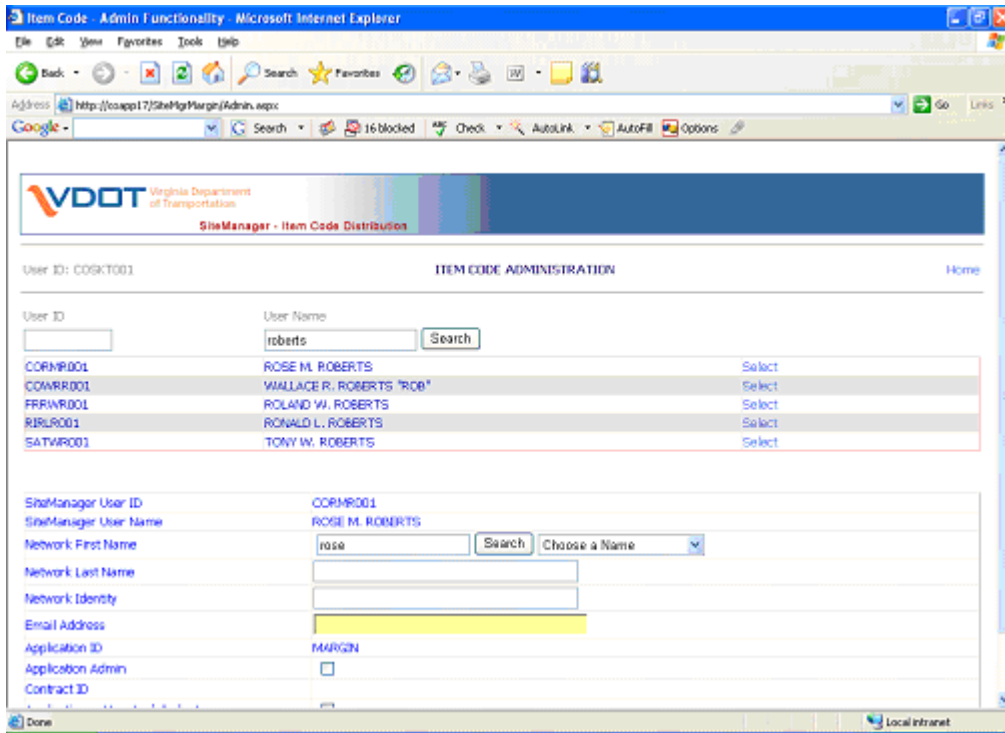 Item Code - Admin Functionality - Microsoft Internet Explorer
File Edit View Favorites Tools Help
Back Search Favorites
Address http://coapp17/SiteMgrMargin/Admin.aspx Go Links
Google Search 16 blocked Check AutoLink AutoFill Options
VDOT Virginia Department
of Transportation
SiteManager - Item Code Distribution
User ID: COSKT001 ITEM CODE ADMINISTRATION Home
User ID User Name
roberts Search
CORMR001 ROSE M. ROBERTS Select
COWRR001 WALLACE R. ROBERTS "ROB" Select
FRRWR001 ROLAND W. ROBERTS Select
RIRLR001 RONALD L. ROBERTS Select
SATWR001 TONY W. ROBERTS Select
SiteManager User ID CORMR001
SiteManager User Name ROSE M. ROBERTS
Network First Name rose Search Choose a Name
Network Last Name
Network Identity
Email Address
Application ID MARGIN
Application Admin
Contract ID
Done Local intranet